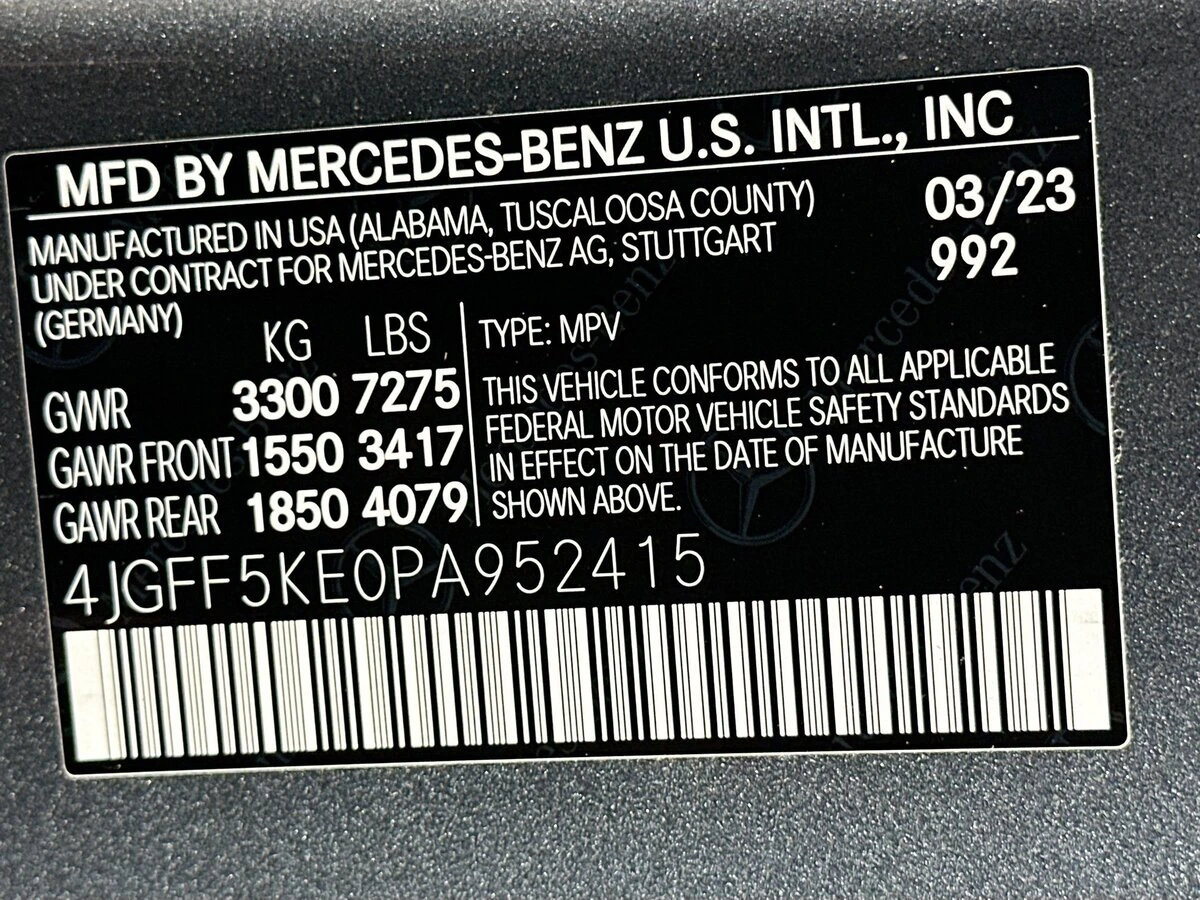 MFD BY MERCEDES-BENZ U.S. INTL., INC
MANUFACTURED IN USA (ALABAMA, TUSCALOOSA COUNTY) 03/23
UNDER CONTRACT FOR MERCEDES-BENZ AG, STUTTGART 992
(GERMANY)
KG LBS
GVWR 3300 7275
GAWR FRONT 1550 3417
GAWR REAR 1850 4079
TYPE: MPV
THIS VEHICLE CONFORMS TO ALL APPLICABLE
FEDERAL MOTOR VEHICLE SAFETY STANDARDS
IN EFFECT ON THE DATE OF MANUFACTURE
SHOWN ABOVE.
4JGFF5KE0PA952415